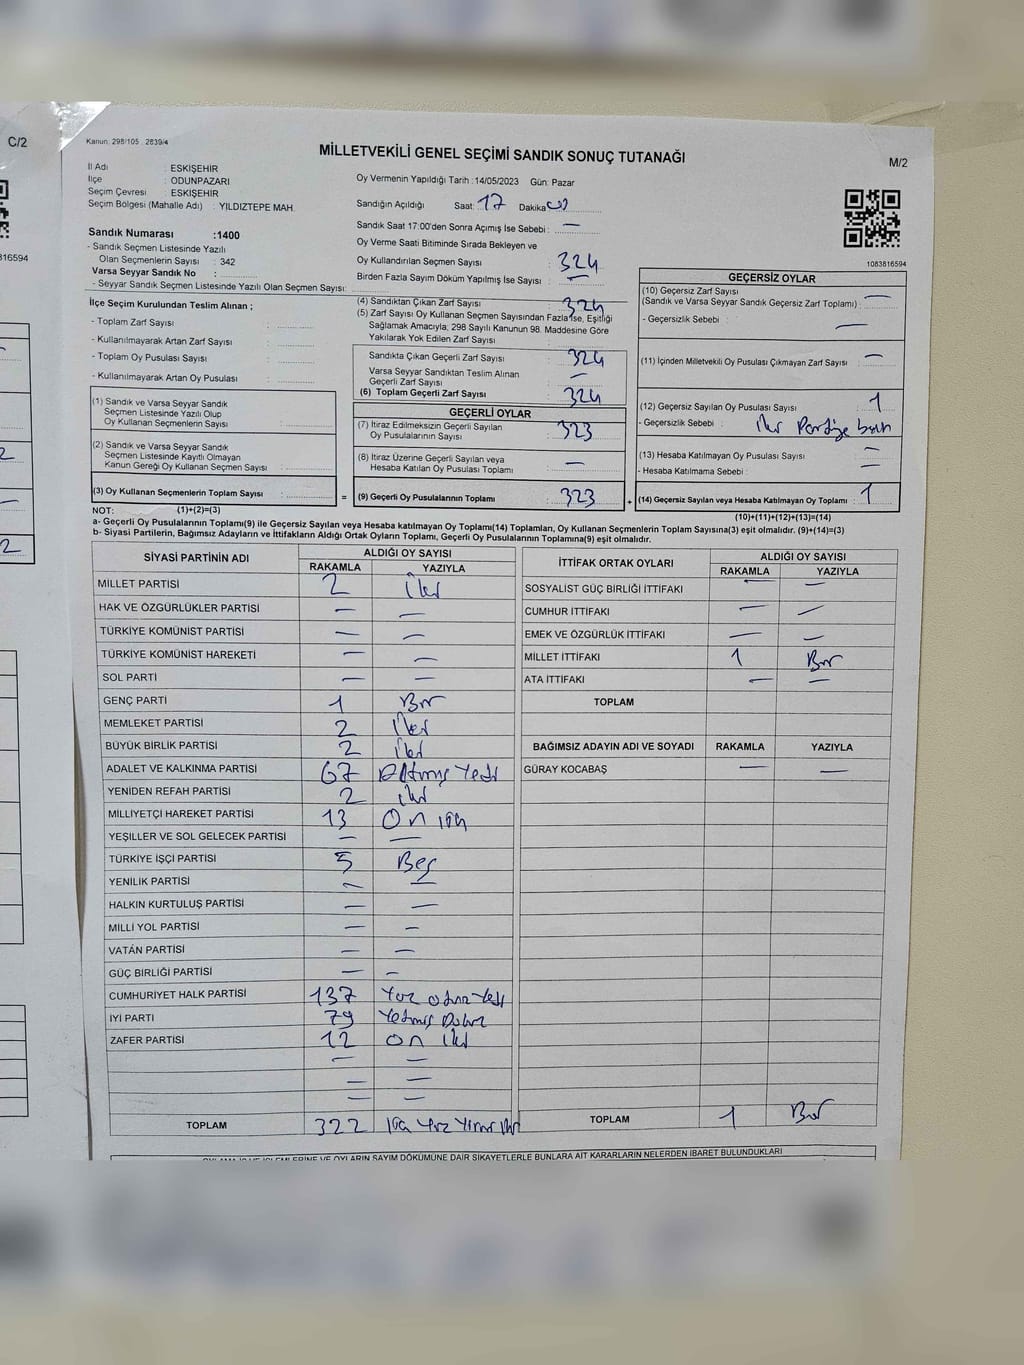 C/2
Kanun: 298/105 . 2839/4
MİLLETVEKİLİ GENEL SEÇİMİ SANDIK SONUÇ TUTANAĞI
M/2
İl Adı : ESKİŞEHİR
İlçe : ODUNPAZARI
Seçim Çevresi : ESKİŞEHİR
Seçim Bölgesi (Mahalle Adı) : YILDIZTEPE MAH.
Oy Vermenin Yapıldığı Tarih :14/05/2023 Gün: Pazar
Sandığın Açıldığı Saat: 17 Dakika
Sandık Saat 17:00'den Sonra Açımış İse Sebebi : —
Oy Verme Saati Bitiminde Sırada Bekleyen ve
Oy Kullandırılan Seçmen Sayısı : 324
Birden Fazla Sayım Döküm Yapılmış İse Sayısı : —
Sandık Numarası :1400
- Sandık Seçmen Listesinde Yazılı
Olan Seçmenlerin Sayısı : 342
Varsa Seyyar Sandık No :
- Seyyar Sandık Seçmen Listesinde Yazılı Olan Seçmen Sayısı:
816594
1083816594
İlçe Seçim Kurulundan Teslim Alınan ;
- Toplam Zarf Sayısı :
- Kullanılmayarak Artan Zarf Sayısı :
- Toplam Oy Pusulası Sayısı :
- Kullanılmayarak Artan Oy Pusulası :
(4) Sandıktan Çıkan Zarf Sayısı : 324
(5) Zarf Sayısı Oy Kullanan Seçmen Sayısından Fazla İse, Eşitliği
Sağlamak Amacıyla; 298 Sayılı Kanunun 98. Maddesine Göre
Yakılarak Yok Edilen Zarf Sayısı :
Sandıkta Çıkan Geçerli Zarf Sayısı : 324
Varsa Seyyar Sandıktan Teslim Alınan
Geçerli Zarf Sayısı : —
(6) Toplam Geçerli Zarf Sayısı : 324
GEÇERSİZ OYLAR
(10) Geçersiz Zarf Sayısı : —
(Sandık ve Varsa Seyyar Sandık Geçersiz Zarf Toplamı) :
- Geçersizlik Sebebi : —
(11) İçinden Milletvekili Oy Pusulası Çıkmayan Zarf Sayısı : —
(12) Geçersiz Sayılan Oy Pusulası Sayısı : 1
- Geçersizlik Sebebi : İki Partiye
(13) Hesaba Katılmayan Oy Pusulası Sayısı : —
- Hesaba Katılmama Sebebi : —
(14) Geçersiz Sayılan veya Hesaba Katılmayan Oy Toplamı : 1
(10)+(11)+(12)+(13)=(14)
(1) Sandık ve Varsa Seyyar Sandık
Seçmen Listesinde Yazılı Olup
Oy Kullanan Seçmenlerin Sayısı :
(2) Sandık ve Varsa Seyyar Sandık
Seçmen Listesinde Kayıtlı Olmayan
Kanun Gereği Oy Kullanan Seçmen Sayısı :
(3) Oy Kullanan Seçmenlerin Toplam Sayısı :
=
GEÇERLİ OYLAR
(7) İtiraz Edilmeksizin Geçerli Sayılan
Oy Pusulalarının Sayısı : 323
(8) İtiraz Üzerine Geçerli Sayılan veya
Hesaba Katılan Oy Pusulası Toplamı : —
(9) Geçerli Oy Pusulalarının Toplamı : 323
+
NOT: (1)+(2)=(3)
a- Geçerli Oy Pusulalarının Toplamı(9) ile Geçersiz Sayılan veya Hesaba katılmayan Oy Toplamı(14) Toplamları, Oy Kullanan Seçmenlerin Toplam Sayısına(3) eşit olmalıdır. (9)+(14)=(3)
b- Siyasi Partilerin, Bağımsız Adayların ve İttifakların Aldığı Ortak Oyların Toplamı, Geçerli Oy Pusulalarının Toplamına(9) eşit olmalıdır.
SİYASİ PARTİNİN ADI ALDIĞI OY SAYISI
RAKAMLA YAZIYLA
MİLLET PARTİSİ 2 İki
HAK VE ÖZGÜRLÜKLER PARTİSİ — —
TÜRKİYE KOMÜNİST PARTİSİ — —
TÜRKİYE KOMÜNİST HAREKETİ — —
SOL PARTİ — —
GENÇ PARTİ 1 Bir
MEMLEKET PARTİSİ 2 İki
BÜYÜK BİRLİK PARTİSİ 2 İki
ADALET VE KALKINMA PARTİSİ 67 Altmış Yedi
YENİDEN REFAH PARTİSİ 2 iki
MİLLİYETÇİ HAREKET PARTİSİ 13 On üç
YEŞİLLER VE SOL GELECEK PARTİSİ — —
TÜRKİYE İŞÇİ PARTİSİ 5 Beş
YENİLİK PARTİSİ — —
HALKIN KURTULUŞ PARTİSİ — —
MİLLİ YOL PARTİSİ — —
VATAN PARTİSİ — —
GÜÇ BİRLİĞİ PARTİSİ — —
CUMHURİYET HALK PARTİSİ 137 Yüz otuz Yedi
İYİ PARTİ 79 Yetmiş Dokuz
ZAFER PARTİSİ 12 on iki
— —
— —
— —
TOPLAM 322 Üç Yüz Yirmi iki
İTTİFAK ORTAK OYLARI ALDIĞI OY SAYISI
RAKAMLA YAZIYLA
SOSYALİST GÜÇ BİRLİĞİ İTTİFAKI — —
CUMHUR İTTİFAKI — —
EMEK VE ÖZGÜRLÜK İTTİFAKI — —
MİLLET İTTİFAKI 1 Bir
ATA İTTİFAKI — —
TOPLAM
BAĞIMSIZ ADAYIN ADI VE SOYADI RAKAMLA YAZIYLA
GÜRAY KOCABAŞ — —
TOPLAM 1 Bir